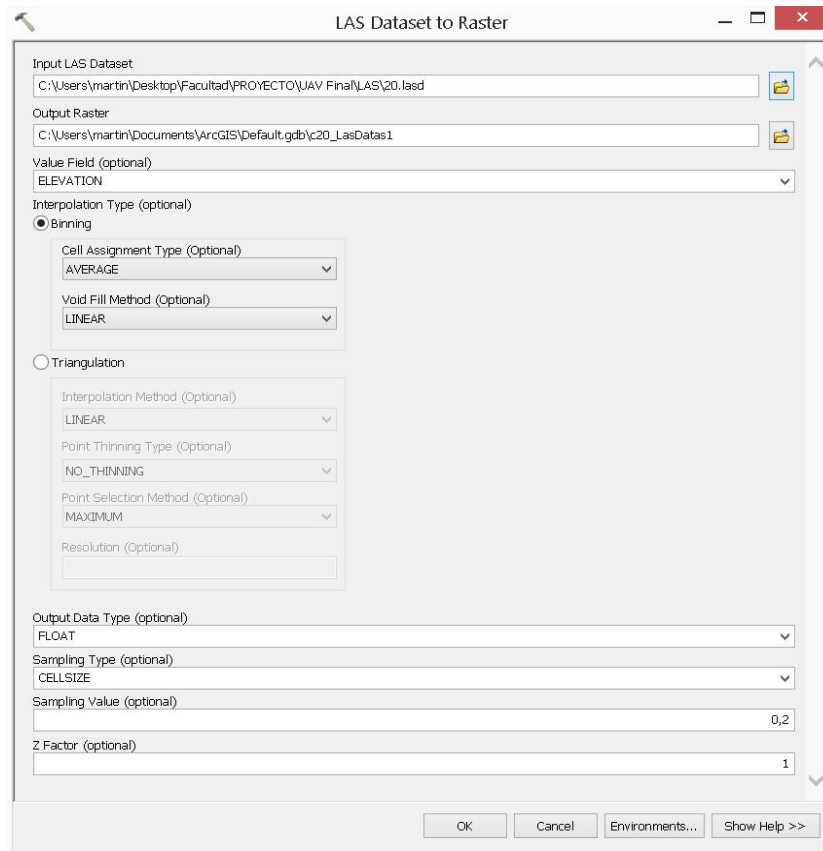 LAS Dataset to Raster
Input LAS Dataset
C:\Users\martin\Desktop\Facultad\PROYECTO\UAV Final\LAS\20.lasd
Output Raster
C:\Users\martin\Documents\ArcGIS\Default.gdb\c20_LasDatas1
Value Field (optional)
ELEVATION
Interpolation Type (optional)
Binning
Cell Assignment Type (Optional)
AVERAGE
Void Fill Method (Optional)
LINEAR
Triangulation
Interpolation Method (Optional)
LINEAR
Point Thinning Type (Optional)
NO_THINNING
Point Selection Method (Optional)
MAXIMUM
Resolution (Optional)
Output Data Type (optional)
FLOAT
Sampling Type (optional)
CELLSIZE
Sampling Value (optional)
0,2
Z Factor (optional)
1
OK Cancel Environments... Show Help >>